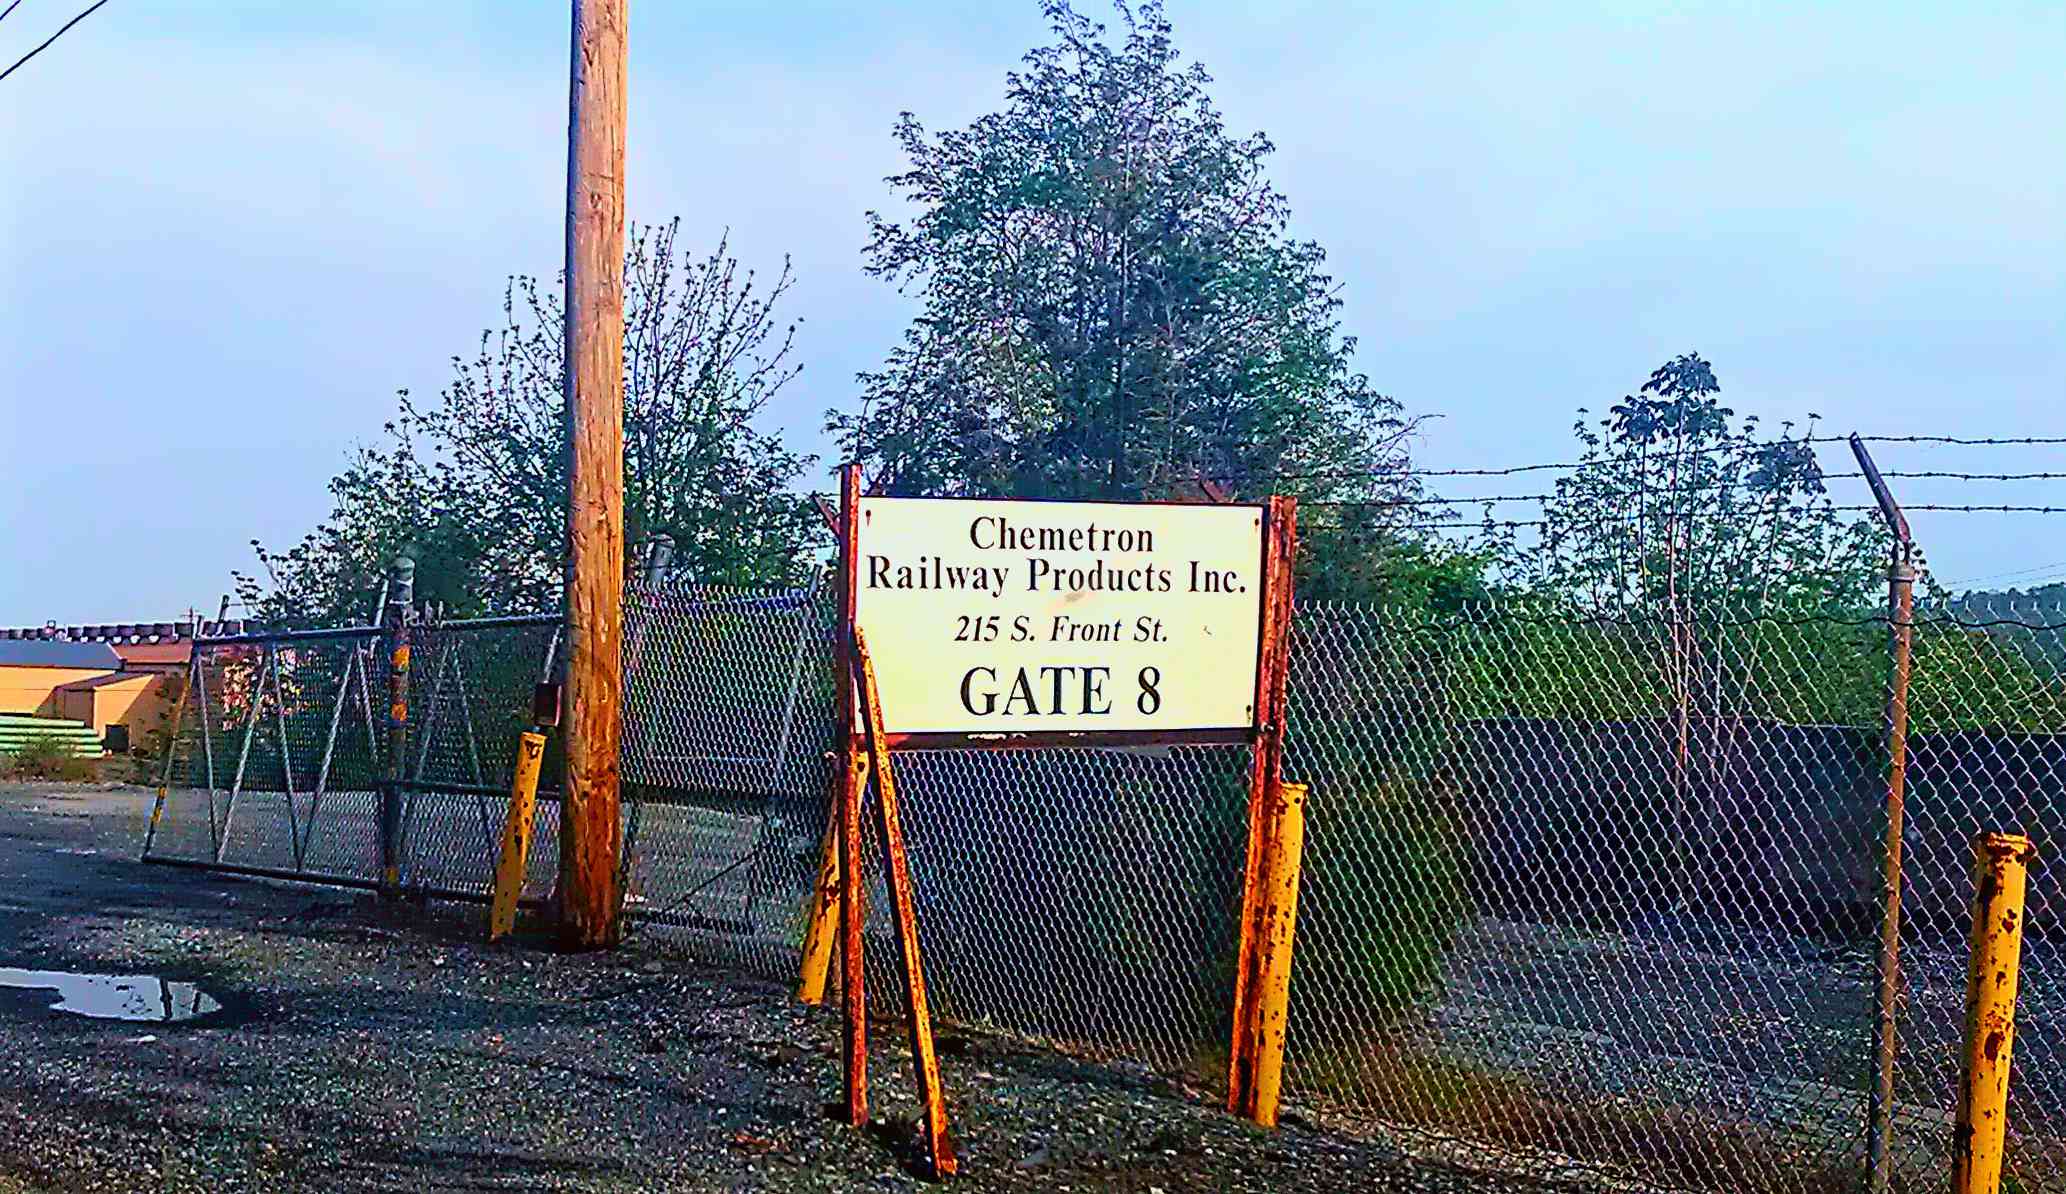 Chemetron
Railway Products Inc.
215 S. Front St.
GATE 8